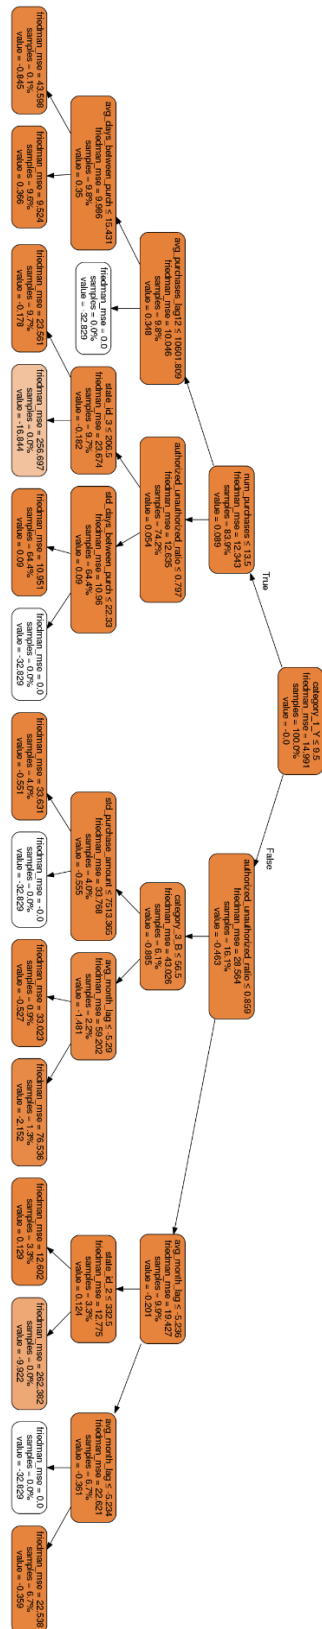 category_1_Y ≤ 9.5
friedman_mse = 14.991
samples = 100.0%
value = -0.0
True
False
num_purchases ≤ 13.5
friedman_mse = 12.343
samples = 83.9%
value = 0.089
authorized_unauthorized_ratio ≤ 0.859
friedman_mse = 28.564
samples = 16.1%
value = -0.463
avg_purchases_lag12 ≤ 10601.809
friedman_mse = 10.046
samples = 9.8%
value = 0.348
authorized_unauthorized_ratio ≤ 0.797
friedman_mse = 12.635
samples = 74.2%
value = 0.054
category_3_B ≤ 56.5
friedman_mse = 43.026
samples = 6.1%
value = -0.885
avg_month_lag ≤ -5.236
friedman_mse = 19.427
samples = 9.9%
value = -0.201
avg_days_between_purch ≤ 15.431
friedman_mse = 9.986
samples = 9.8%
value = 0.35
friedman_mse = 0.0
samples = 0.0%
value = -32.829
state_id_3 ≤ 206.5
friedman_mse = 23.674
samples = 9.7%
value = -0.182
std_days_between_purch ≤ 22.33
friedman_mse = 10.96
samples = 64.4%
value = 0.09
std_purchase_amount ≤ 7513.365
friedman_mse = 33.768
samples = 4.0%
value = -0.555
avg_month_lag ≤ -5.29
friedman_mse = 59.202
samples = 2.2%
value = -1.481
state_id_2 ≤ 332.5
friedman_mse = 12.775
samples = 3.3%
value = 0.124
avg_month_lag ≤ -5.234
friedman_mse = 22.621
samples = 6.7%
value = -0.361
friedman_mse = 43.598
samples = 0.1%
value = -0.845
friedman_mse = 9.524
samples = 9.6%
value = 0.366
friedman_mse = 23.561
samples = 9.7%
value = -0.178
friedman_mse = 256.697
samples = 0.0%
value = -16.844
friedman_mse = 10.951
samples = 64.4%
value = 0.09
friedman_mse = 0.0
samples = 0.0%
value = -32.829
friedman_mse = 33.631
samples = 4.0%
value = -0.551
friedman_mse = -0.0
samples = 0.0%
value = -32.829
friedman_mse = 33.023
samples = 0.9%
value = -0.527
friedman_mse = 76.536
samples = 1.3%
value = -2.152
friedman_mse = 12.602
samples = 3.3%
value = 0.129
friedman_mse = 262.382
samples = 0.0%
value = -9.922
friedman_mse = 0.0
samples = 0.0%
value = -32.829
friedman_mse = 22.538
samples = 6.7%
value = -0.359